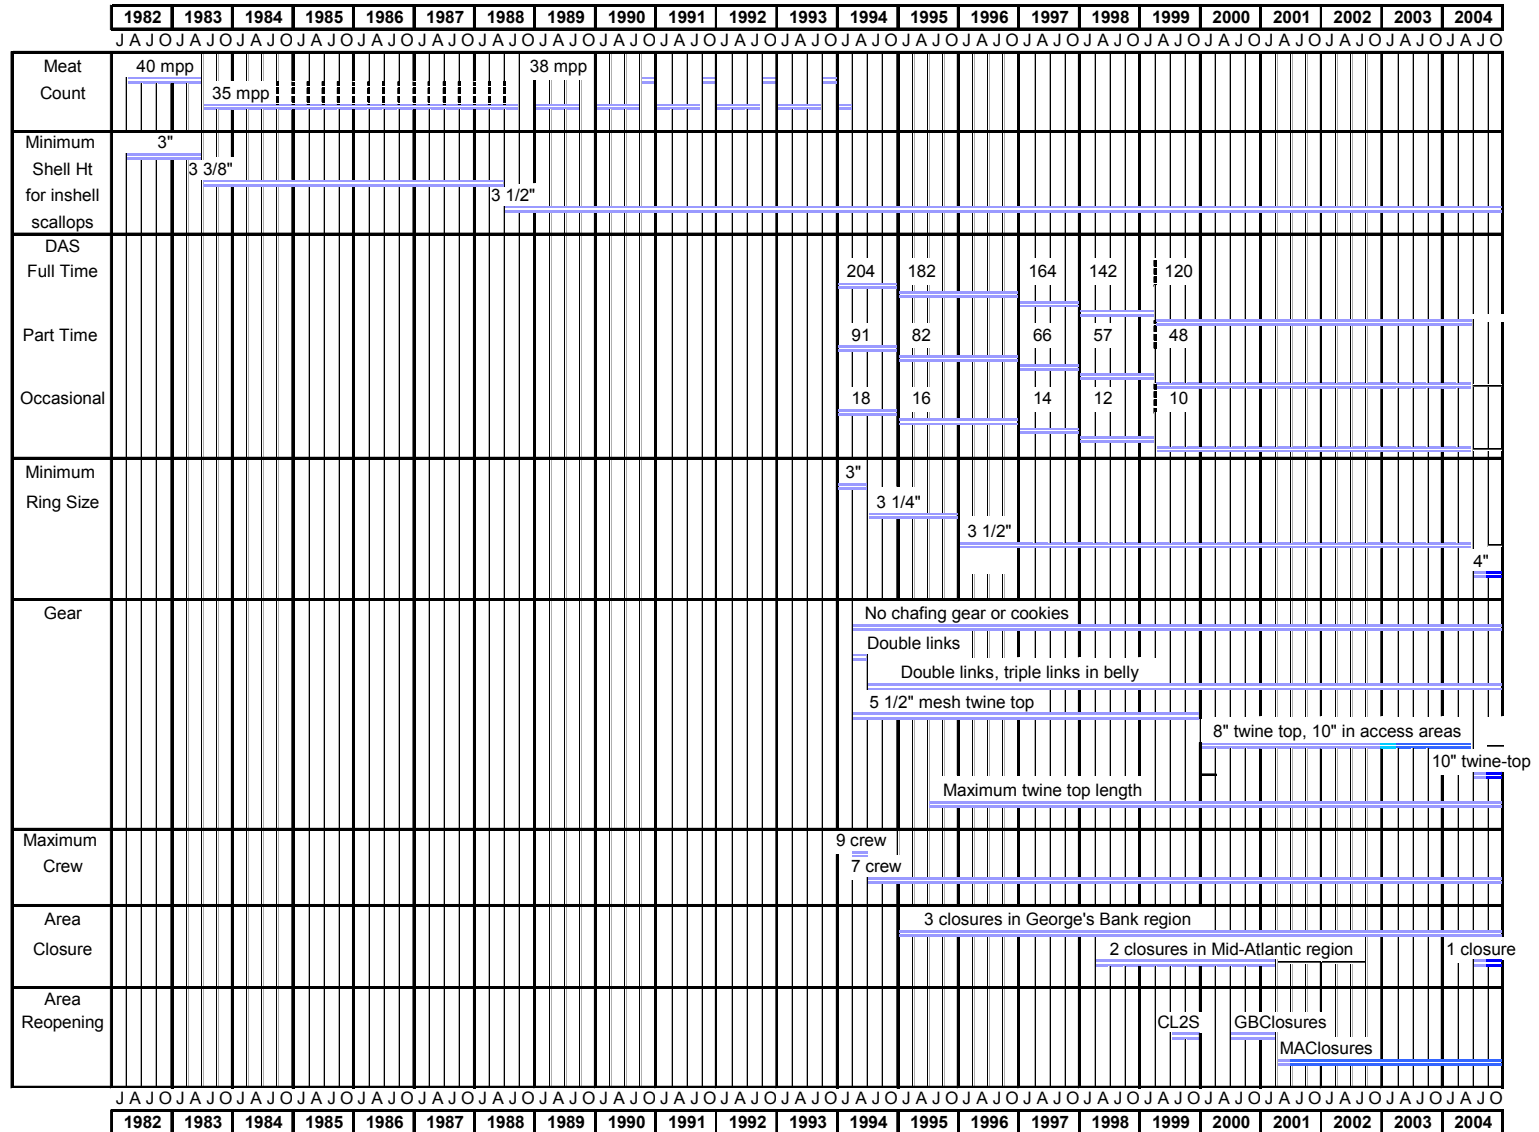 1982 1983 1984 1985 1986 1987 1988 1989 1990 1991 1992 1993 1994 1995 1996 1997 1998 1999 2000 2001 2002 2003 2004
J A J O J A J O J A J O J A J O J A J O J A J O J A J O J A J O J A J O J A J O J A J O J A J O J A J O J A J O J A J O J A J O J A J O J A J O J A J O J A J O J A J O J A J O J A J O
Meat 40 mpp 38 mpp
Count 35 mpp
Minimum 3"
Shell Ht 3 3/8"
for inshell 3 1/2"
scallops
DAS
Full Time 204 182 164 142 120
Part Time 91 82 66 57 48
Occasional 18 16 14 12 10
Minimum 3"
Ring Size 3 1/4"
3 1/2"
4"
Gear No chafing gear or cookies
Double links
Double links, triple links in belly
5 1/2" mesh twine top
8" twine top, 10" in access areas
10" twine-top
Maximum twine top length
Maximum 9 crew
Crew 7 crew
Area 3 closures in George's Bank region
Closure 2 closures in Mid-Atlantic region 1 closure
Area
Reopening CL2S GBClosures
MAClosures
J A J O J A J O J A J O J A J O J A J O J A J O J A J O J A J O J A J O J A J O J A J O J A J O J A J O J A J O J A J O J A J O J A J O J A J O J A J O J A J O J A J O J A J O J A J O
1982 1983 1984 1985 1986 1987 1988 1989 1990 1991 1992 1993 1994 1995 1996 1997 1998 1999 2000 2001 2002 2003 2004